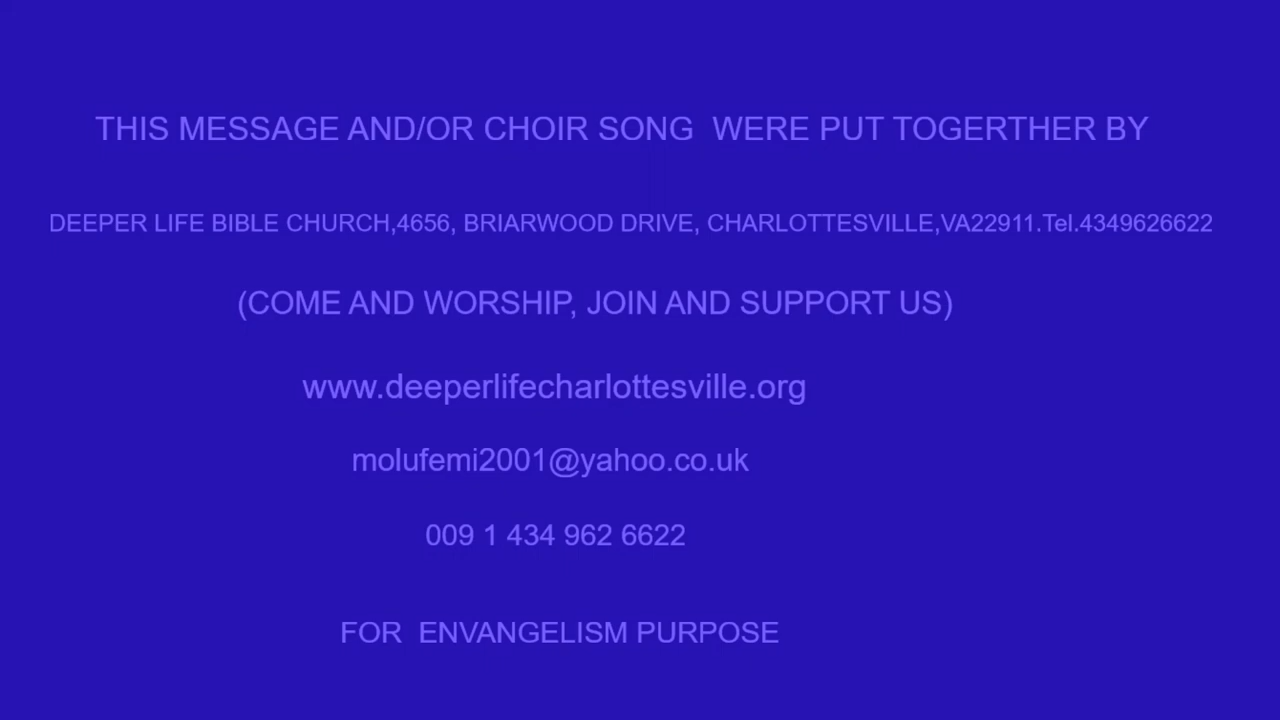 THIS MESSAGE AND/OR CHOIR SONG  WERE PUT TOGERTHER BY
DEEPER LIFE BIBLE CHURCH,4656, BRIARWOOD DRIVE, CHARLOTTESVILLE,VA22911.Tel.4349626622
(COME AND WORSHIP, JOIN AND SUPPORT US)
www.deeperlifecharlottesville.org
molufemi2001@yahoo.co.uk
009 1 434 962 6622
FOR  ENVANGELISM PURPOSE